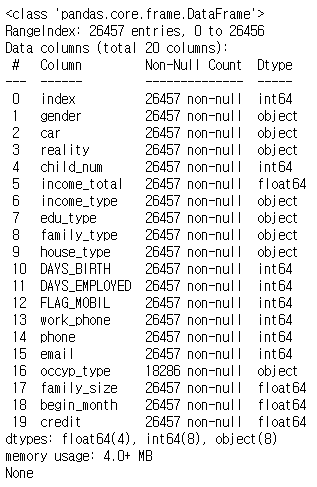 <class 'pandas.core.frame.DataFrame'>
RangeIndex: 26457 entries, 0 to 26456
Data columns (total 20 columns):
 #   Column         Non-Null Count  Dtype
---  ------         --------------  -----
 0   index          26457 non-null  int64
 1   gender         26457 non-null  object
 2   car            26457 non-null  object
 3   reality        26457 non-null  object
 4   child_num      26457 non-null  int64
 5   income_total   26457 non-null  float64
 6   income_type    26457 non-null  object
 7   edu_type       26457 non-null  object
 8   family_type    26457 non-null  object
 9   house_type     26457 non-null  object
 10  DAYS_BIRTH     26457 non-null  int64
 11  DAYS_EMPLOYED  26457 non-null  int64
 12  FLAG_MOBIL     26457 non-null  int64
 13  work_phone     26457 non-null  int64
 14  phone          26457 non-null  int64
 15  email          26457 non-null  int64
 16  occyp_type     18286 non-null  object
 17  family_size    26457 non-null  float64
 18  begin_month    26457 non-null  float64
 19  credit         26457 non-null  float64
dtypes: float64(4), int64(8), object(8)
memory usage: 4.0+ MB
None